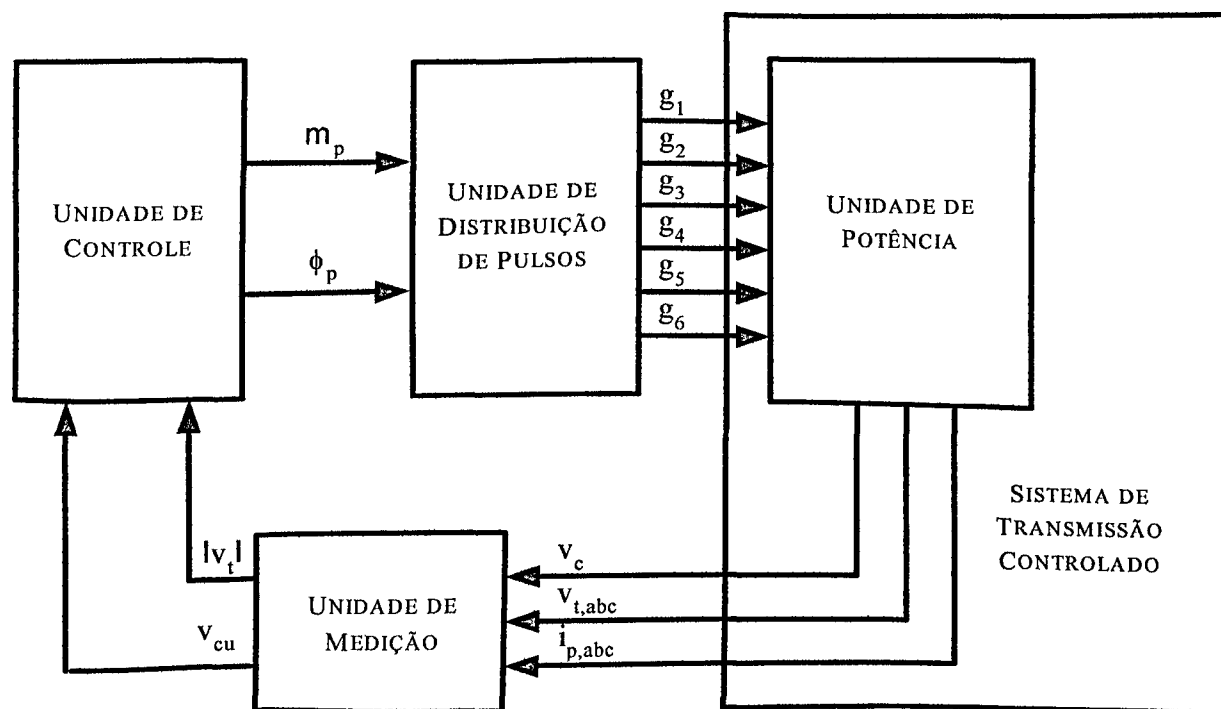 UNIDADE DE
CONTROLE
m_p
ϕ_p
UNIDADE DE
DISTRIBUIÇÃO
DE PULSOS
g_1
g_2
g_3
g_4
g_5
g_6
UNIDADE DE
POTÊNCIA
SISTEMA DE
TRANSMISSÃO
CONTROLADO
|v_t|
v_cu
UNIDADE DE
MEDIÇÃO
v_c
v_t,abc
i_p,abc